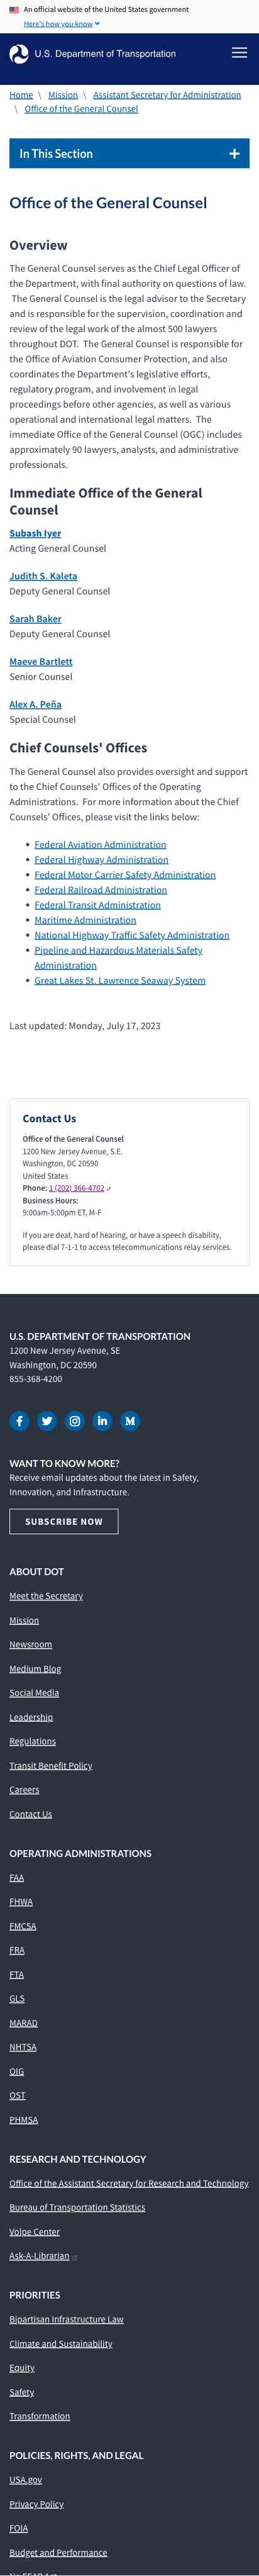 An official website of the United States government
Here's how you know
U.S. Department of Transportation
Home \ Mission \ Assistant Secretary for Administration
\ Office of the General Counsel
In This Section
Office of the General Counsel
Overview
The General Counsel serves as the Chief Legal Officer of
the Department, with final authority on questions of law.
The General Counsel is the legal advisor to the Secretary
and is responsible for the supervision, coordination and
review of the legal work of the almost 500 lawyers
throughout DOT. The General Counsel is responsible for
the Office of Aviation Consumer Protection, and also
coordinates the Department's legislative efforts,
regulatory program, and involvement in legal
proceedings before other agencies, as well as various
operational and international legal matters. The
immediate Office of the General Counsel (OGC) includes
approximately 90 lawyers, analysts, and administrative
professionals.
Immediate Office of the General
Counsel
Subash Iyer
Acting General Counsel
Judith S. Kaleta
Deputy General Counsel
Sarah Baker
Deputy General Counsel
Maeve Bartlett
Senior Counsel
Alex A. Peña
Special Counsel
Chief Counsels' Offices
The General Counsel also provides oversight and support
to the Chief Counsels' Offices of the Operating
Administrations. For more information about the Chief
Counsels' Offices, please visit the links below:
Federal Aviation Administration
Federal Highway Administration
Federal Motor Carrier Safety Administration
Federal Railroad Administration
Federal Transit Administration
Maritime Administration
National Highway Traffic Safety Administration
Pipeline and Hazardous Materials Safety
Administration
Great Lakes St. Lawrence Seaway System
Last updated: Monday, July 17, 2023
Contact Us
Office of the General Counsel
1200 New Jersey Avenue, S.E.
Washington, DC 20590
United States
Phone: 1 (202) 366-4702
Business Hours:
9:00am-5:00pm ET, M-F
If you are deaf, hard of hearing, or have a speech disability,
please dial 7-1-1 to access telecommunications relay services.
U.S. DEPARTMENT OF TRANSPORTATION
1200 New Jersey Avenue, SE
Washington, DC 20590
855-368-4200
WANT TO KNOW MORE?
Receive email updates about the latest in Safety,
Innovation, and Infrastructure.
SUBSCRIBE NOW
ABOUT DOT
Meet the Secretary
Mission
Newsroom
Medium Blog
Social Media
Leadership
Regulations
Transit Benefit Policy
Careers
Contact Us
OPERATING ADMINISTRATIONS
FAA
FHWA
FMCSA
FRA
FTA
GLS
MARAD
NHTSA
OIG
OST
PHMSA
RESEARCH AND TECHNOLOGY
Office of the Assistant Secretary for Research and Technology
Bureau of Transportation Statistics
Volpe Center
Ask-A-Librarian
PRIORITIES
Bipartisan Infrastructure Law
Climate and Sustainability
Equity
Safety
Transformation
POLICIES, RIGHTS, AND LEGAL
USA.gov
Privacy Policy
FOIA
Budget and Performance
No FEAR Act